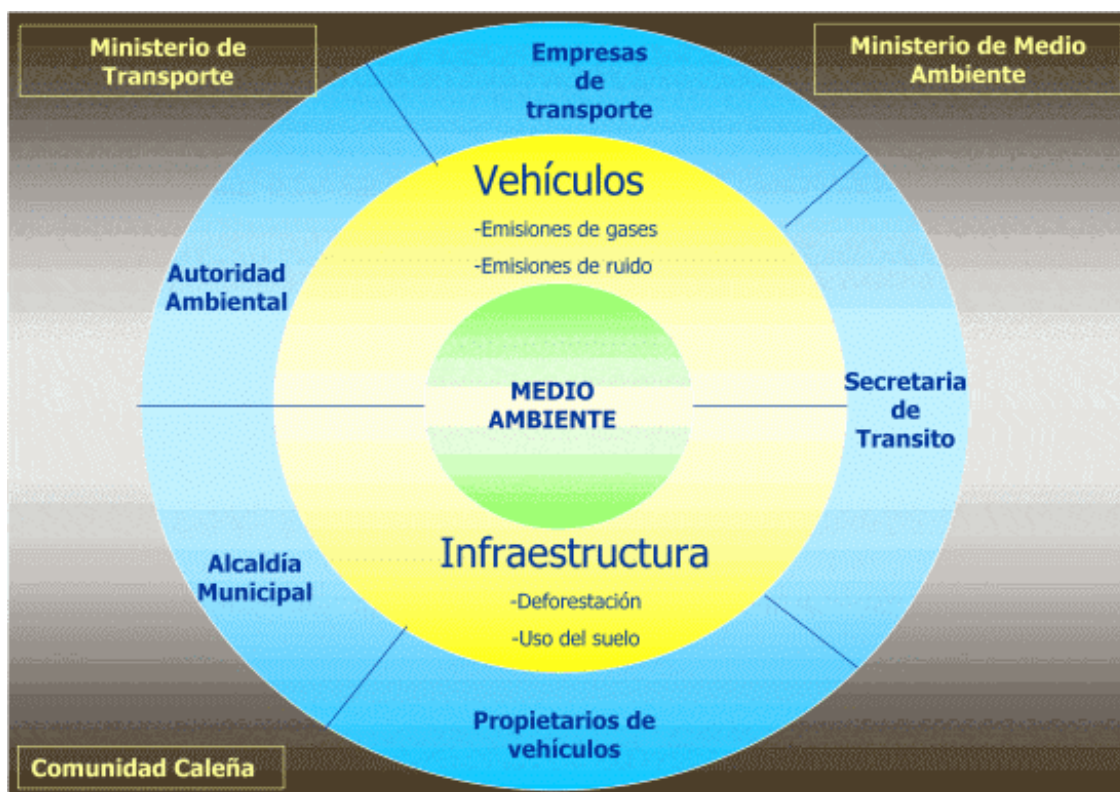 Ministerio de
Transporte
Empresas
de
transporte
Ministerio de Medio
Ambiente
Vehículos
-Emisiones de gases
-Emisiones de ruido
Autoridad
Ambiental
MEDIO
AMBIENTE
Secretaria
de
Transito
Infraestructura
-Deforestación
-Uso del suelo
Alcaldía
Municipal
Propietarios de
vehículos
Comunidad Caleña